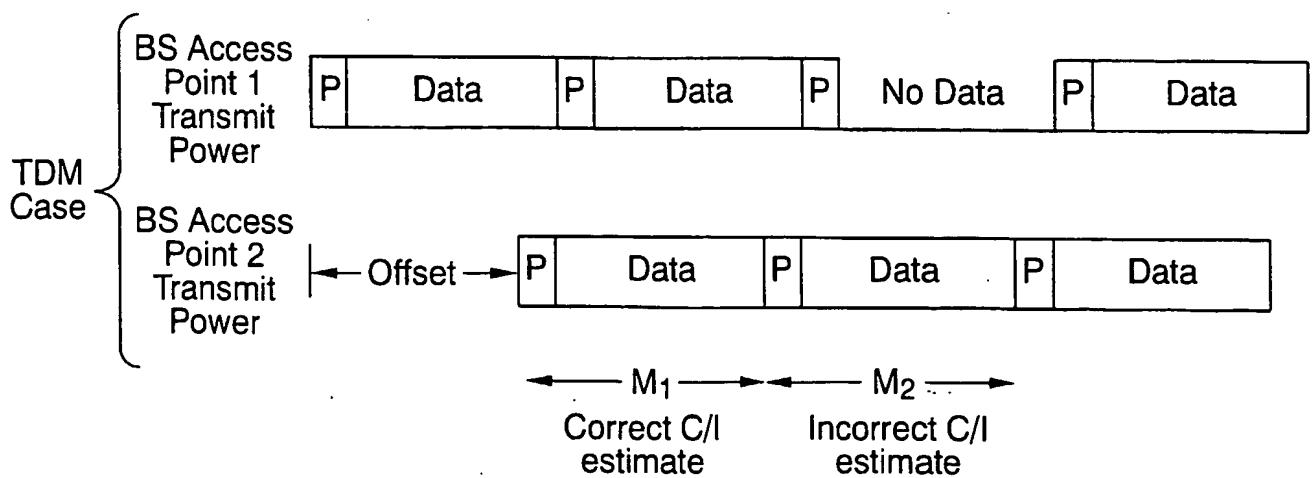 TDM
Case
BS Access
Point 1
Transmit
Power
P Data P Data P No Data P Data
BS Access
Point 2
Transmit
Power
Offset P Data P Data P Data
M1 M2
Correct C/I
estimate
Incorrect C/I
estimate